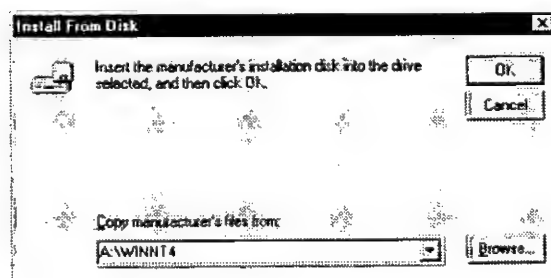 Install From Disk
Insert the manufacturer's installation disk into the drive
selected, and then click OK.
OK
Cancel
Copy manufacturer's files from:
A:\WINNT4
Browse...